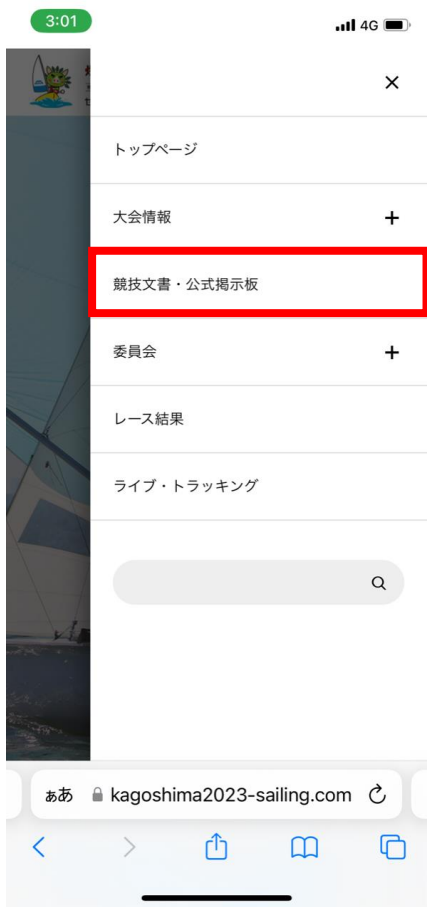 3:01
4G
トップページ
大会情報
競技文書・公式掲示板
委員会
レース結果
ライブ・トラッキング
ぁあ
kagoshima2023-sailing.com